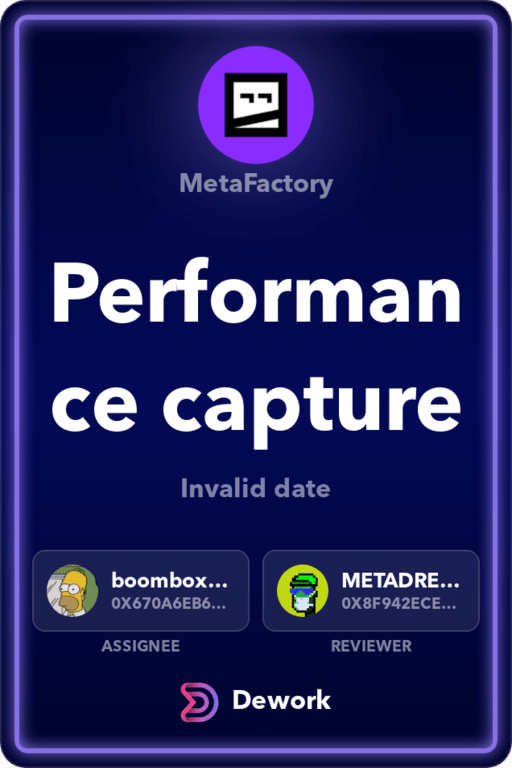 MetaFactory
Performan
ce capture
Invalid date
boombox...
0X670A6EB6...
METADRE...
0X8F942ECE...
ASSIGNEE
REVIEWER
Dework